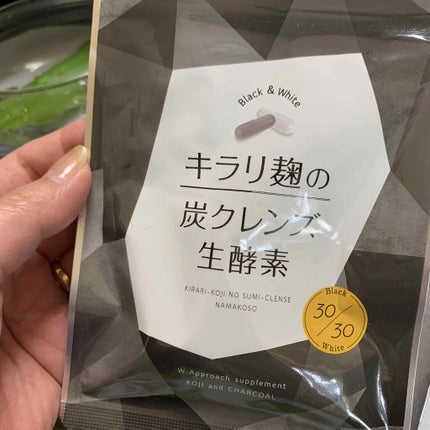 Black & White
キラリ麹の
炭クレンズ
生酵素
KIRARI-KOJI NO SUMI-CLENSE
NAMAKOSO
Black
30/30
White
W Approach supplement
KOJI and CHARCOAL